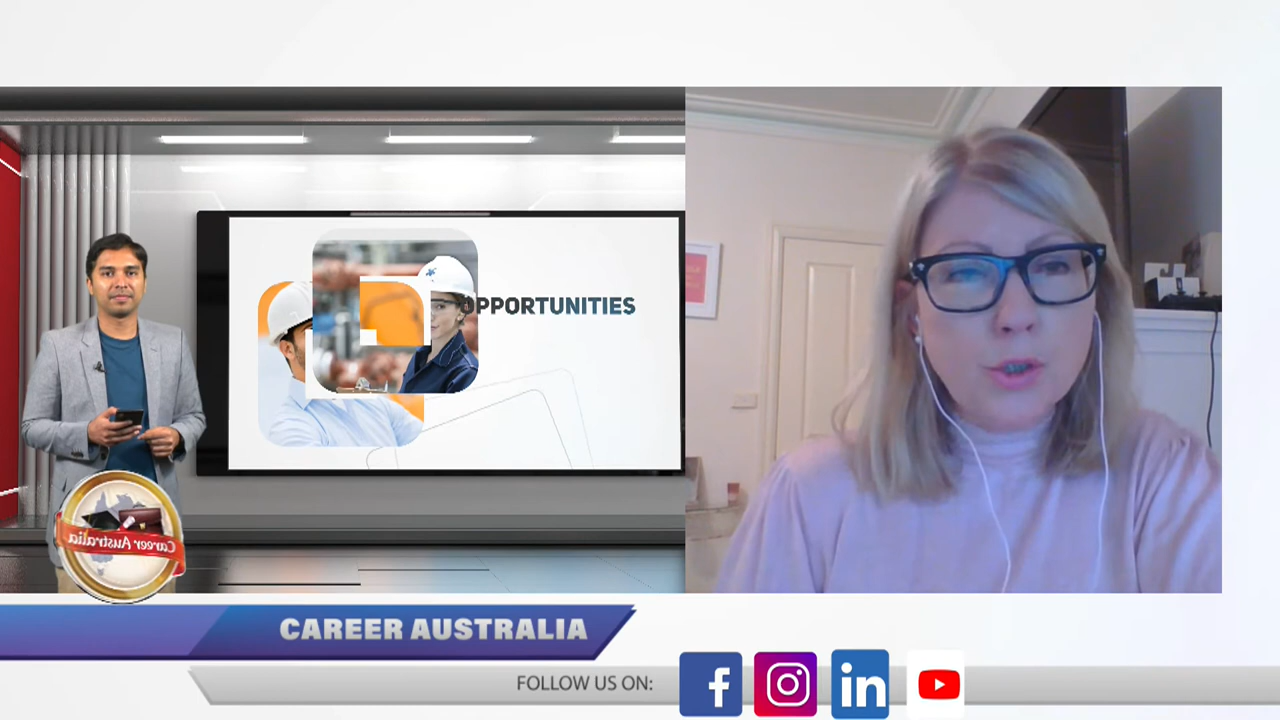 OPPORTUNITIES
Career Australia
CAREER AUSTRALIA
FOLLOW US ON:
f
in